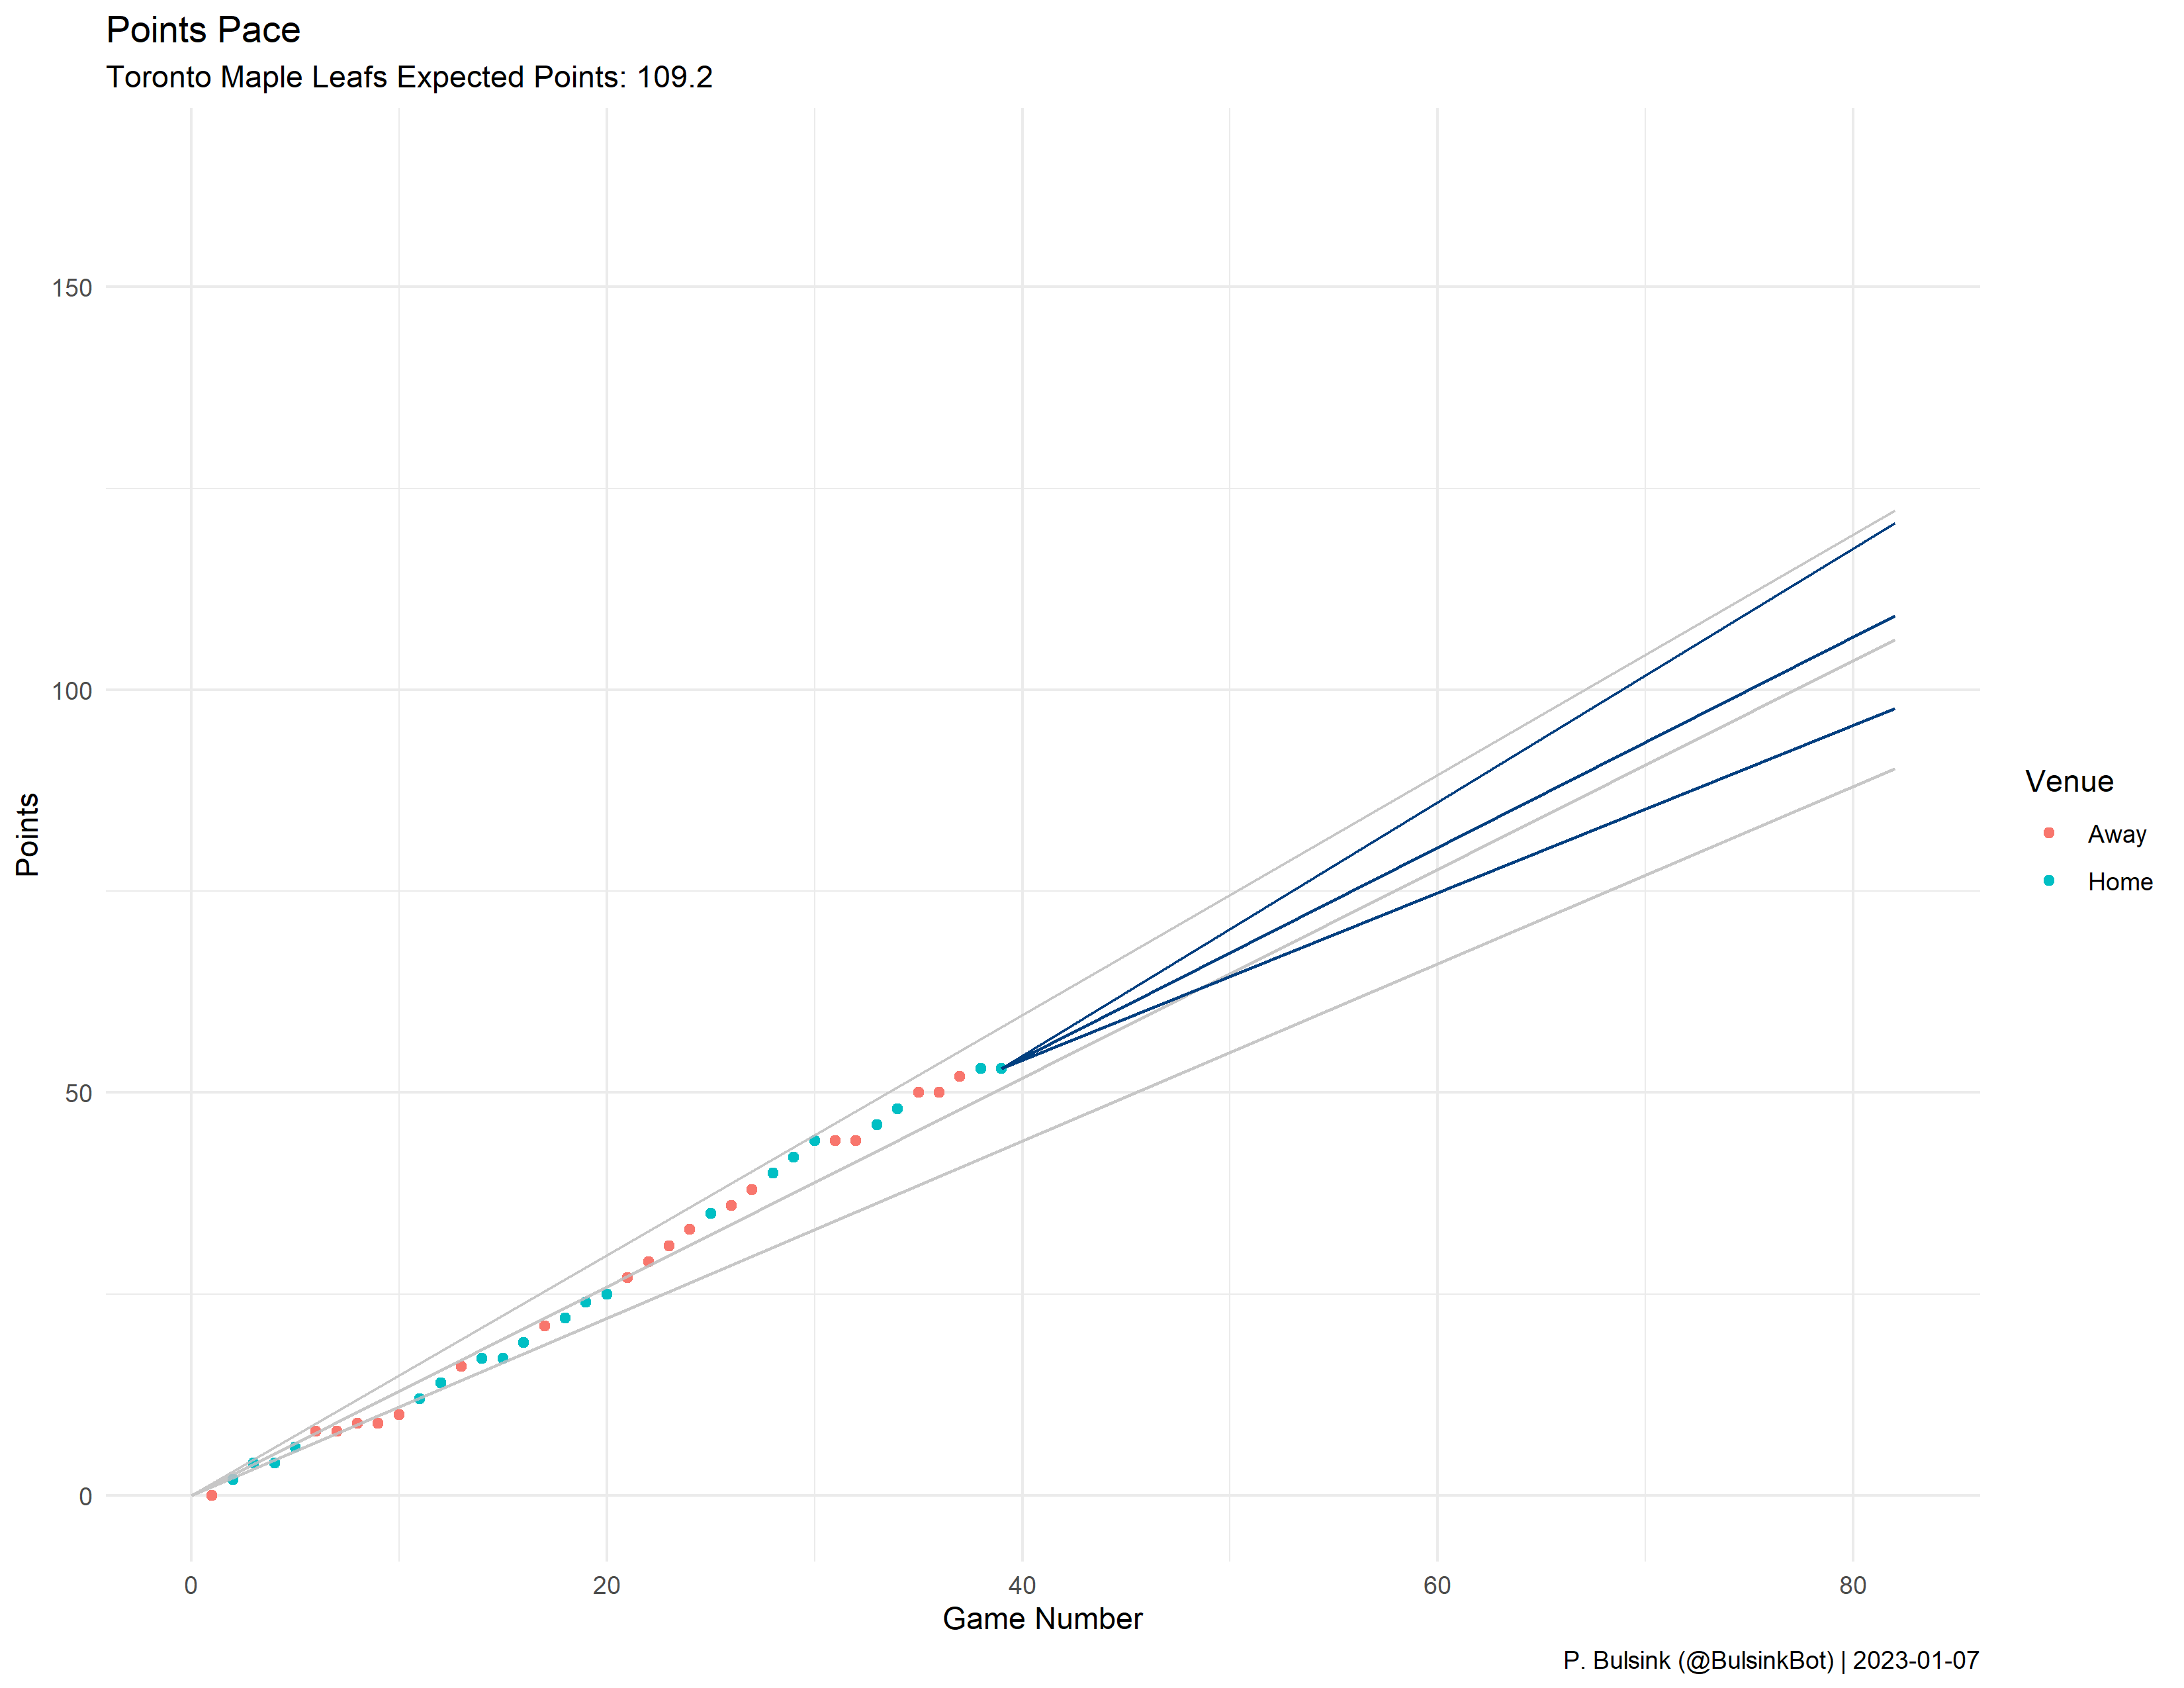 Points Pace
Toronto Maple Leafs Expected Points: 109.2
150
100
50
0
Points
0 20 40 60 80
Game Number
Venue
Away
Home
P. Bulsink (@BulsinkBot) | 2023-01-07